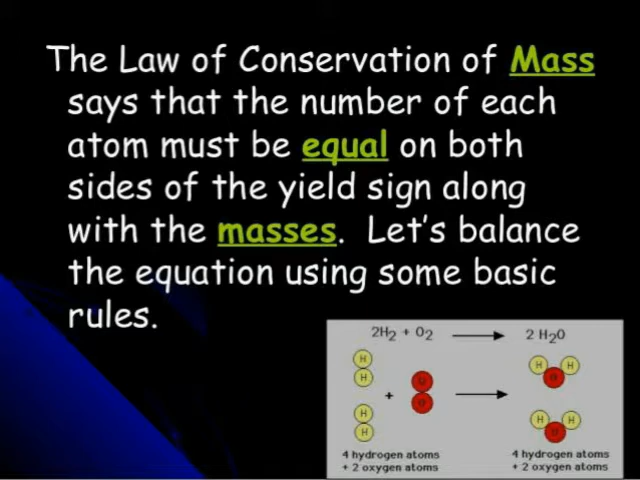 The Law of Conservation of Mass
says that the number of each
atom must be equal on both
sides of the yield sign along
with the masses. Let's balance
the equation using some basic
rules.
2H2 + O2 2 H2O
H
H
O
O
H H
O
+
H
H
H H
O
4 hydrogen atoms
+ 2 oxygen atoms
4 hydrogen atoms
+ 2 oxygen atoms